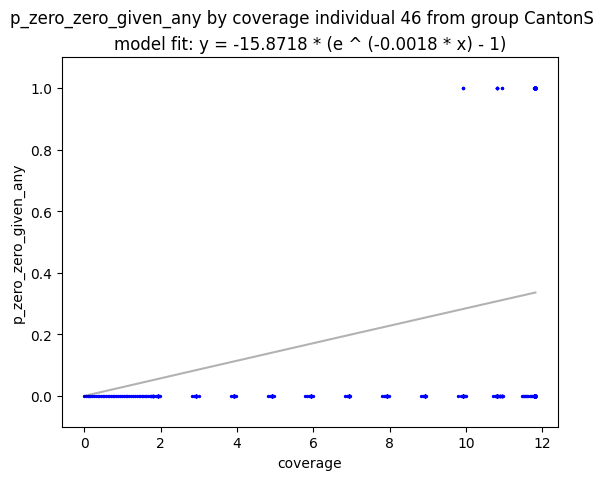 p_zero_zero_given_any by coverage individual 46 from group CantonS
model fit: y = -15.8718 * (e ^ (-0.0018 * x) - 1)
1.0
0.8
0.6
0.4
0.2
0.0
p_zero_zero_given_any
0 2 4 6 8 10 12
coverage